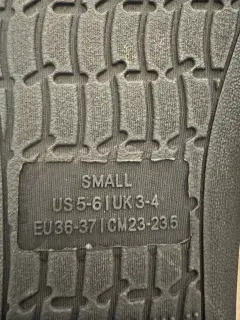 SMALL
US 5-6 | UK 3-4
EU 36-37 | CM 23-23.5